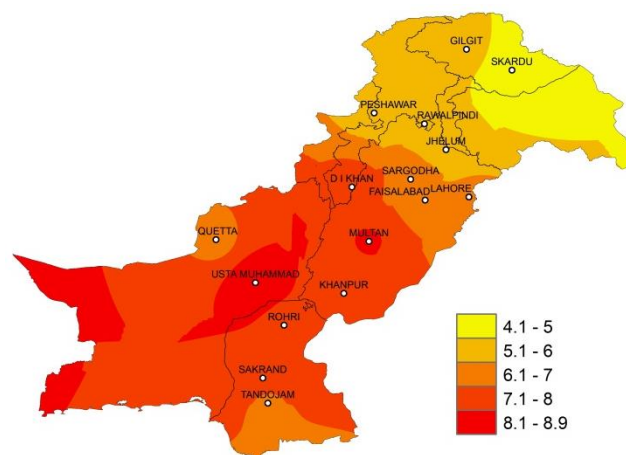 GILGIT
SKARDU
PESHAWAR
RAWALPINDI
JHELUM
SARGODHA
D I KHAN
FAISALABAD
LAHORE
QUETTA
MULTAN
USTA MUHAMMAD
KHANPUR
ROHRI
SAKRAND
TANDOJAM
4.1 - 5
5.1 - 6
6.1 - 7
7.1 - 8
8.1 - 8.9